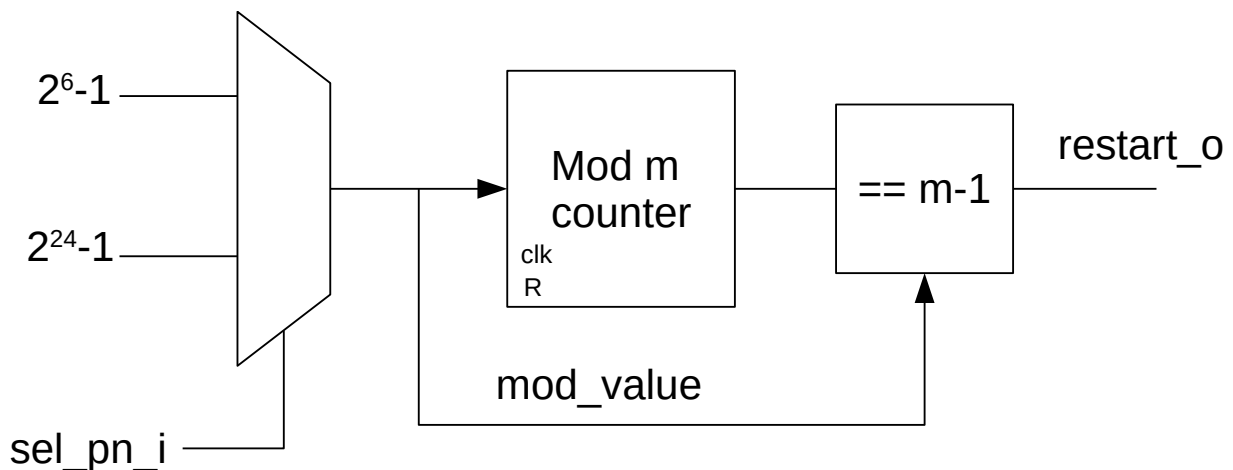 2⁶-1
2²⁴-1
sel_pn_i
Mod m
counter
clk
R
mod_value
== m-1
restart_o